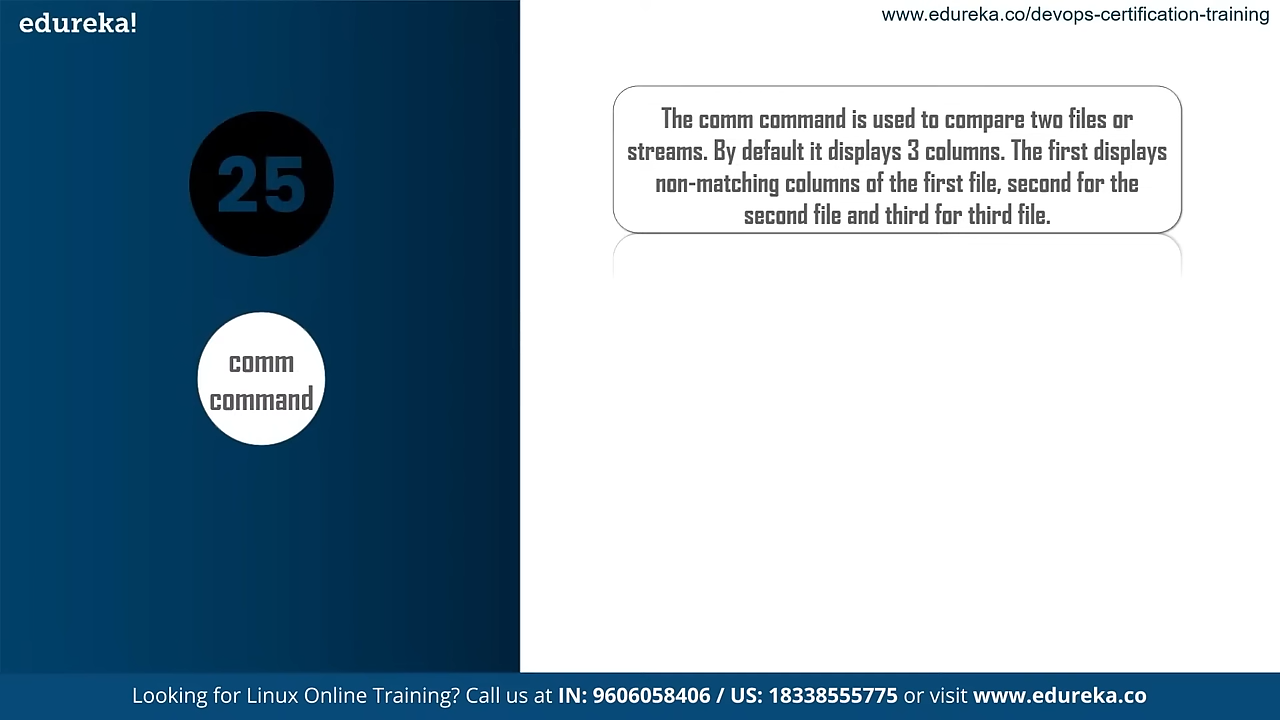 edureka!
www.edureka.co/devops-certification-training
25
comm
command
The comm command is used to compare two files or
streams. By default it displays 3 columns. The first displays
non-matching columns of the first file, second for the
second file and third for third file.
Looking for Linux Online Training? Call us at IN: 9606058406 / US: 18338555775 or visit www.edureka.co